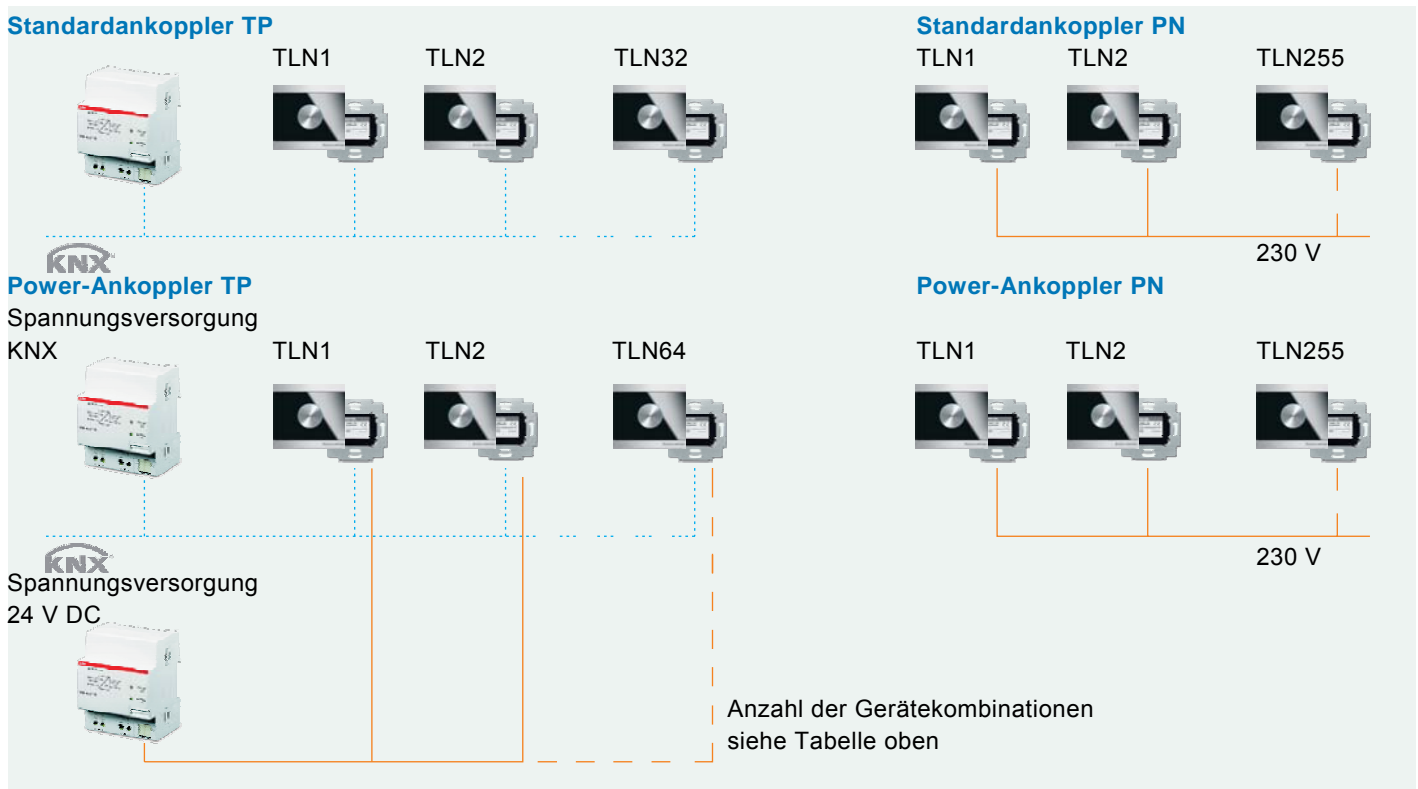 Standardankoppler TP
TLN1 TLN2 TLN32
KNX
Standardankoppler PN
TLN1 TLN2 TLN255
230 V
Power-Ankoppler TP
Spannungsversorgung
KNX TLN1 TLN2 TLN64
KNX
Spannungsversorgung
24 V DC
Anzahl der Gerätekombinationen
siehe Tabelle oben
Power-Ankoppler PN
TLN1 TLN2 TLN255
230 V